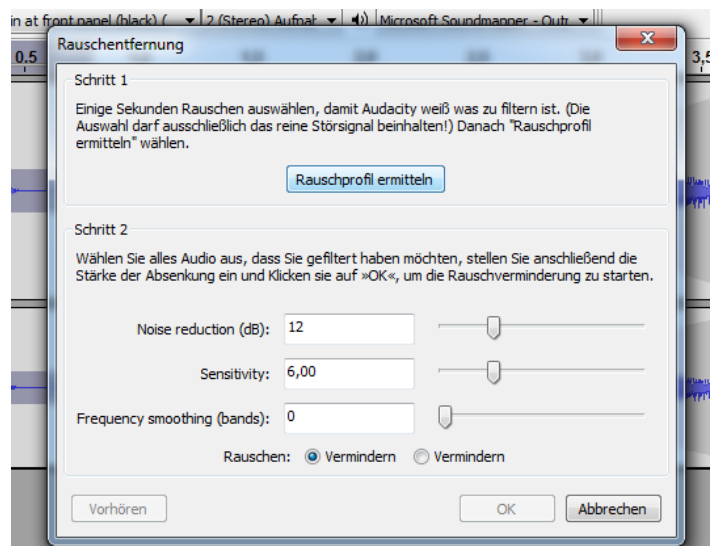 in at front panel (black) ( 2 (Stereo) Aufnah Microsoft Soundmapper - Outp
Rauschentfernung
0.5 3,5
Schritt 1
Einige Sekunden Rauschen auswählen, damit Audacity weiß was zu filtern ist. (Die
Auswahl darf ausschließlich das reine Störsignal beinhalten!) Danach "Rauschprofil
ermitteln" wählen.
Rauschprofil ermitteln
Schritt 2
Wählen Sie alles Audio aus, dass Sie gefiltert haben möchten, stellen Sie anschließend die
Stärke der Absenkung ein und Klicken sie auf »OK«, um die Rauschverminderung zu starten.
Noise reduction (dB): 12
Sensitivity: 6,00
Frequency smoothing (bands): 0
Rauschen: Vermindern Vermindern
Vorhören OK Abbrechen